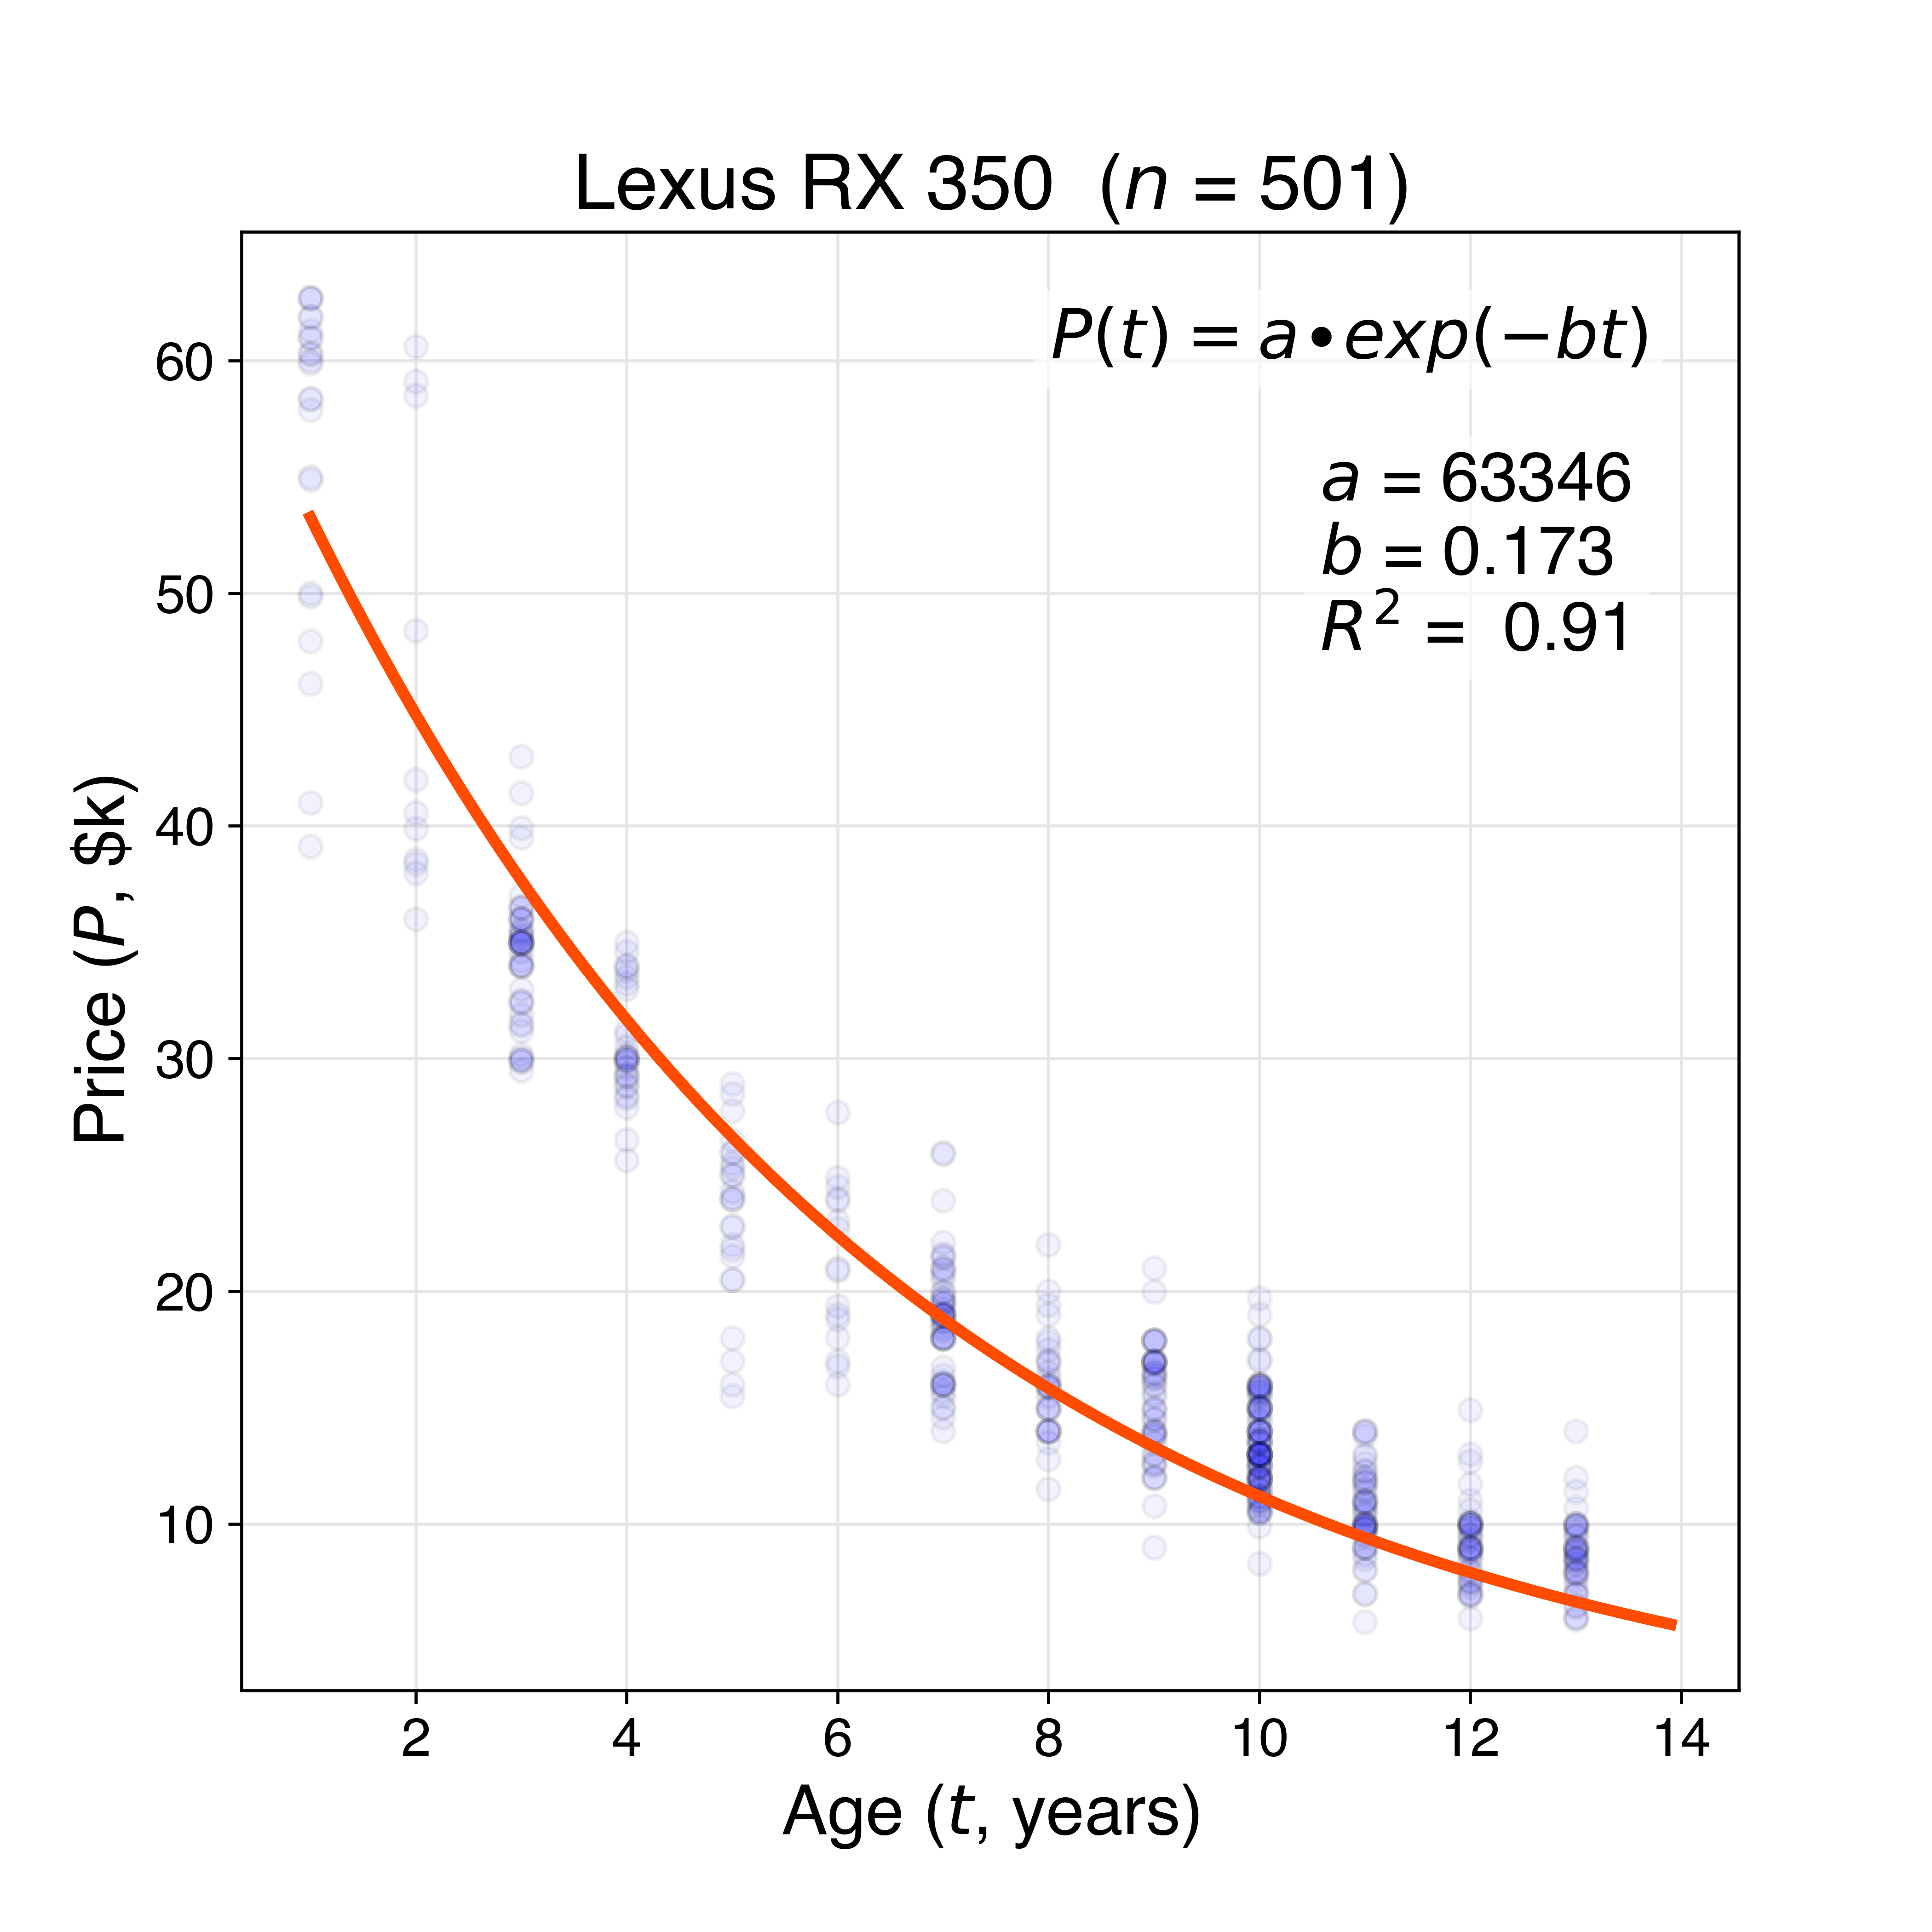 Lexus RX 350 (n = 501)
P(t) = a•exp(−bt)
a = 63346
b = 0.173
R² = 0.91
Price (P, $k)
60
50
40
30
20
10
2 4 6 8 10 12 14
Age (t, years)